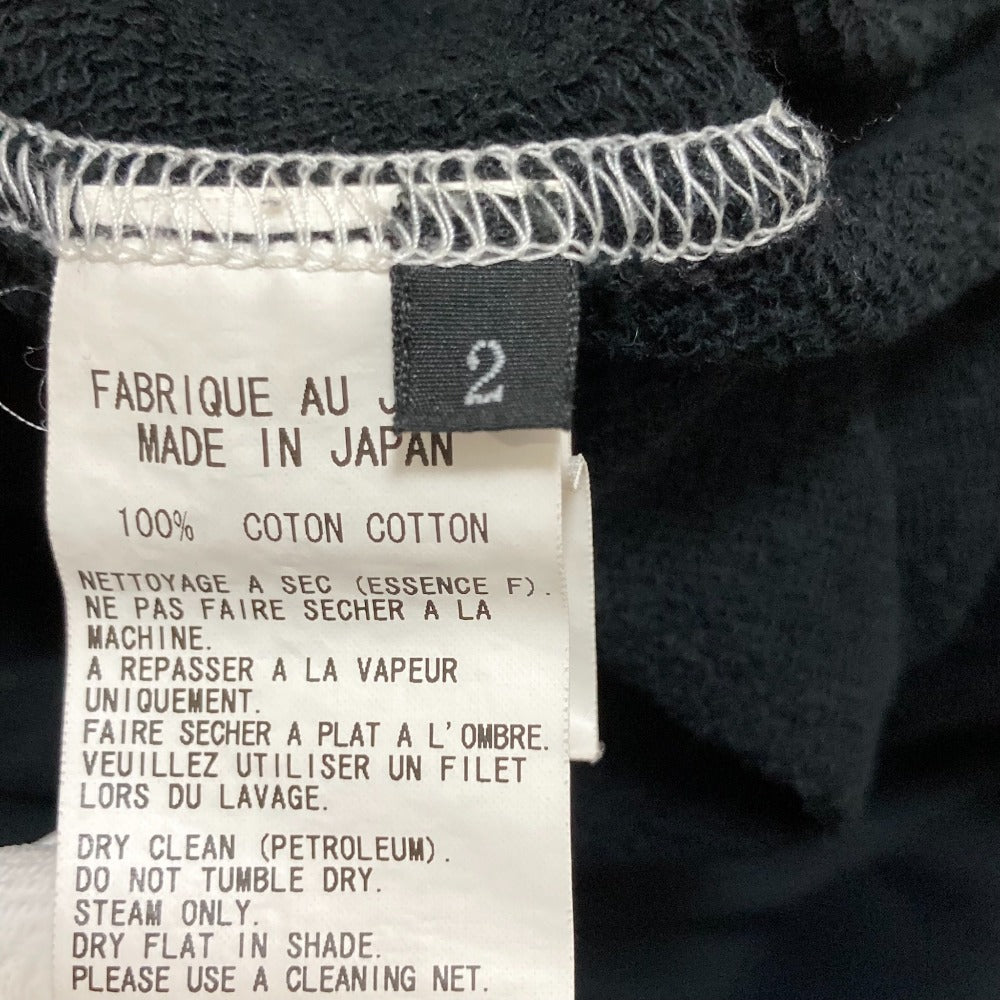 2
FABRIQUE AU J
MADE IN JAPAN
100% COTON COTTON
NETTOYAGE A SEC (ESSENCE F).
NE PAS FAIRE SECHER A LA
MACHINE.
A REPASSER A LA VAPEUR
UNIQUEMENT.
FAIRE SECHER A PLAT A L'OMBRE.
VEUILLEZ UTILISER UN FILET
LORS DU LAVAGE.
DRY CLEAN (PETROLEUM).
DO NOT TUMBLE DRY.
STEAM ONLY.
DRY FLAT IN SHADE.
PLEASE USE A CLEANING NET.